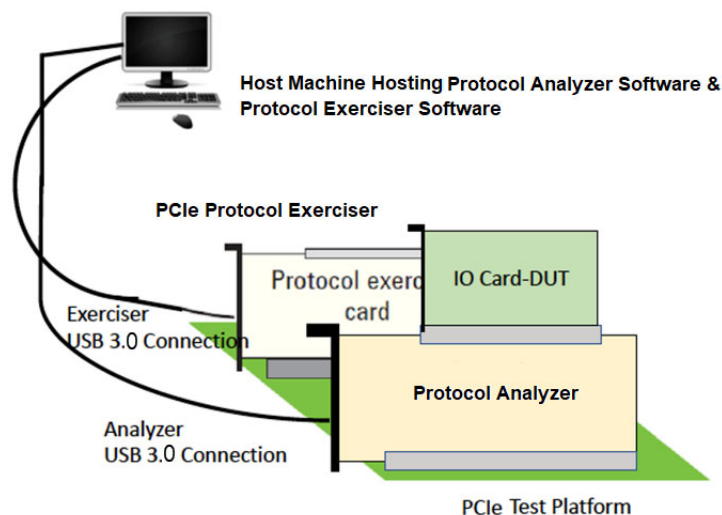 Host Machine Hosting Protocol Analyzer Software &
Protocol Exerciser Software
PCIe Protocol Exerciser
Protocol exerc
card
IO Card-DUT
Exerciser
USB 3.0 Connection
Protocol Analyzer
Analyzer
USB 3.0 Connection
PCIe Test Platform